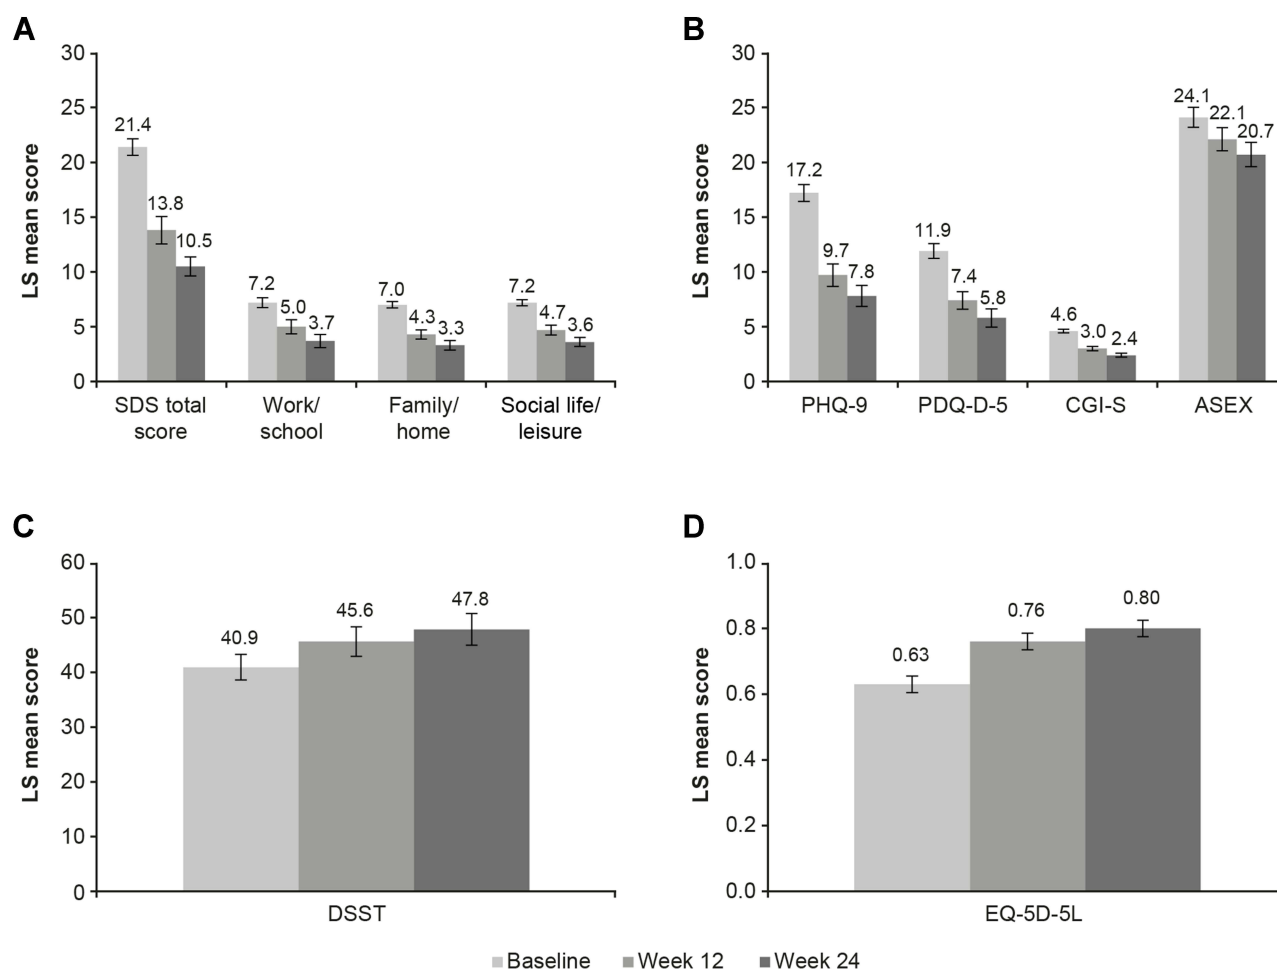 A
LS mean score
30
25
20
15
10
5
0
21.4
13.8
10.5
7.2
5.0
3.7
7.0
4.3
3.3
7.2
4.7
3.6
SDS total
score
Work/
school
Family/
home
Social life/
leisure
B
LS mean score
30
25
20
15
10
5
0
17.2
9.7
7.8
11.9
7.4
5.8
4.6
3.0
2.4
24.1
22.1
20.7
PHQ-9
PDQ-D-5
CGI-S
ASEX
C
LS mean score
60
50
40
30
20
10
0
40.9
45.6
47.8
DSST
D
LS mean score
1.0
0.8
0.6
0.4
0.2
0.0
0.63
0.76
0.80
EQ-5D-5L
Baseline
Week 12
Week 24